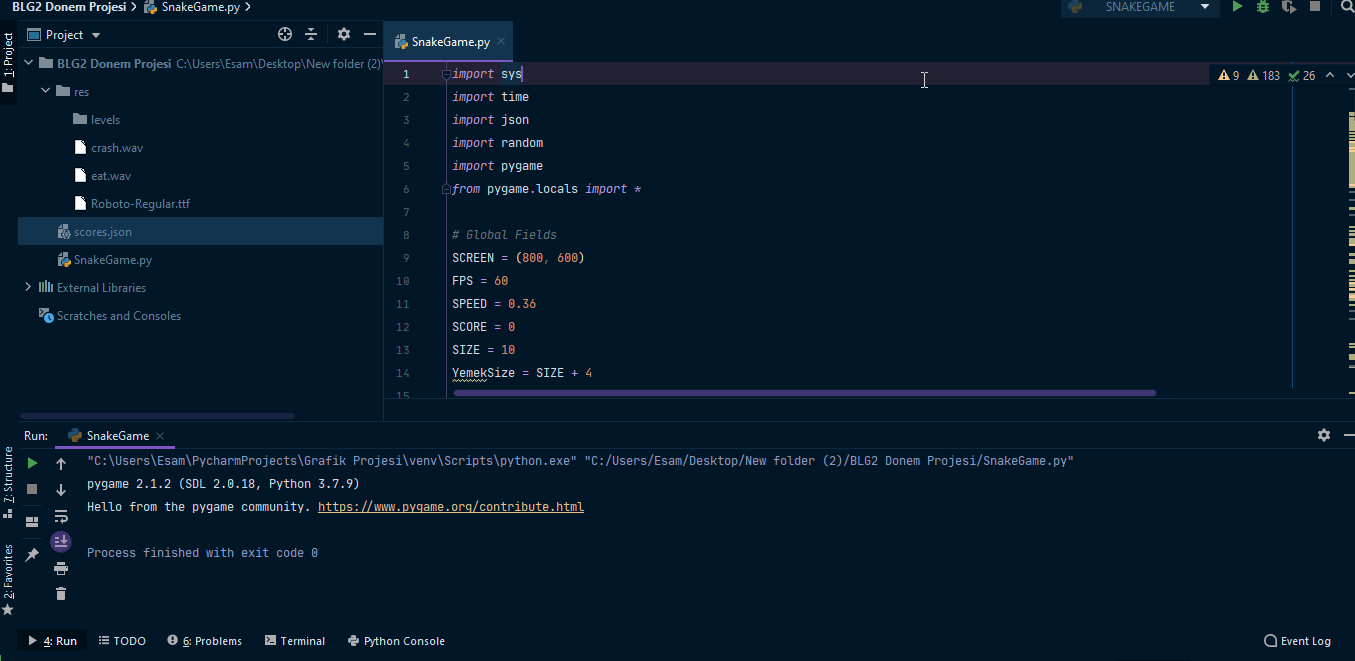 BLG2 Donem Projesi SnakeGame.py SNAKEGAME
1: Project
Project
SnakeGame.py
BLG2 Donem Projesi C:\Users\Esam\Desktop\New folder (2)\
res
levels
crash.wav
eat.wav
Roboto-Regular.ttf
scores.json
SnakeGame.py
External Libraries
Scratches and Consoles
1 import sys
9 183 26
2 import time
3 import json
4 import random
5 import pygame
6 from pygame.locals import *
7
8 # Global Fields
9 SCREEN = (800, 600)
10 FPS = 60
11 SPEED = 0.36
12 SCORE = 0
13 SIZE = 10
14 YemekSize = SIZE + 4
15
Run: SnakeGame
"C:\Users\Esam\PycharmProjects\Grafik Projesi\venv\Scripts\python.exe" "C:/Users/Esam/Desktop/New folder (2)/BLG2 Donem Projesi/SnakeGame.py"
pygame 2.1.2 (SDL 2.0.18, Python 3.7.9)
Hello from the pygame community. https://www.pygame.org/contribute.html
Process finished with exit code 0
7: Structure
2: Favorites
4: Run TODO 6: Problems Terminal Python Console Event Log